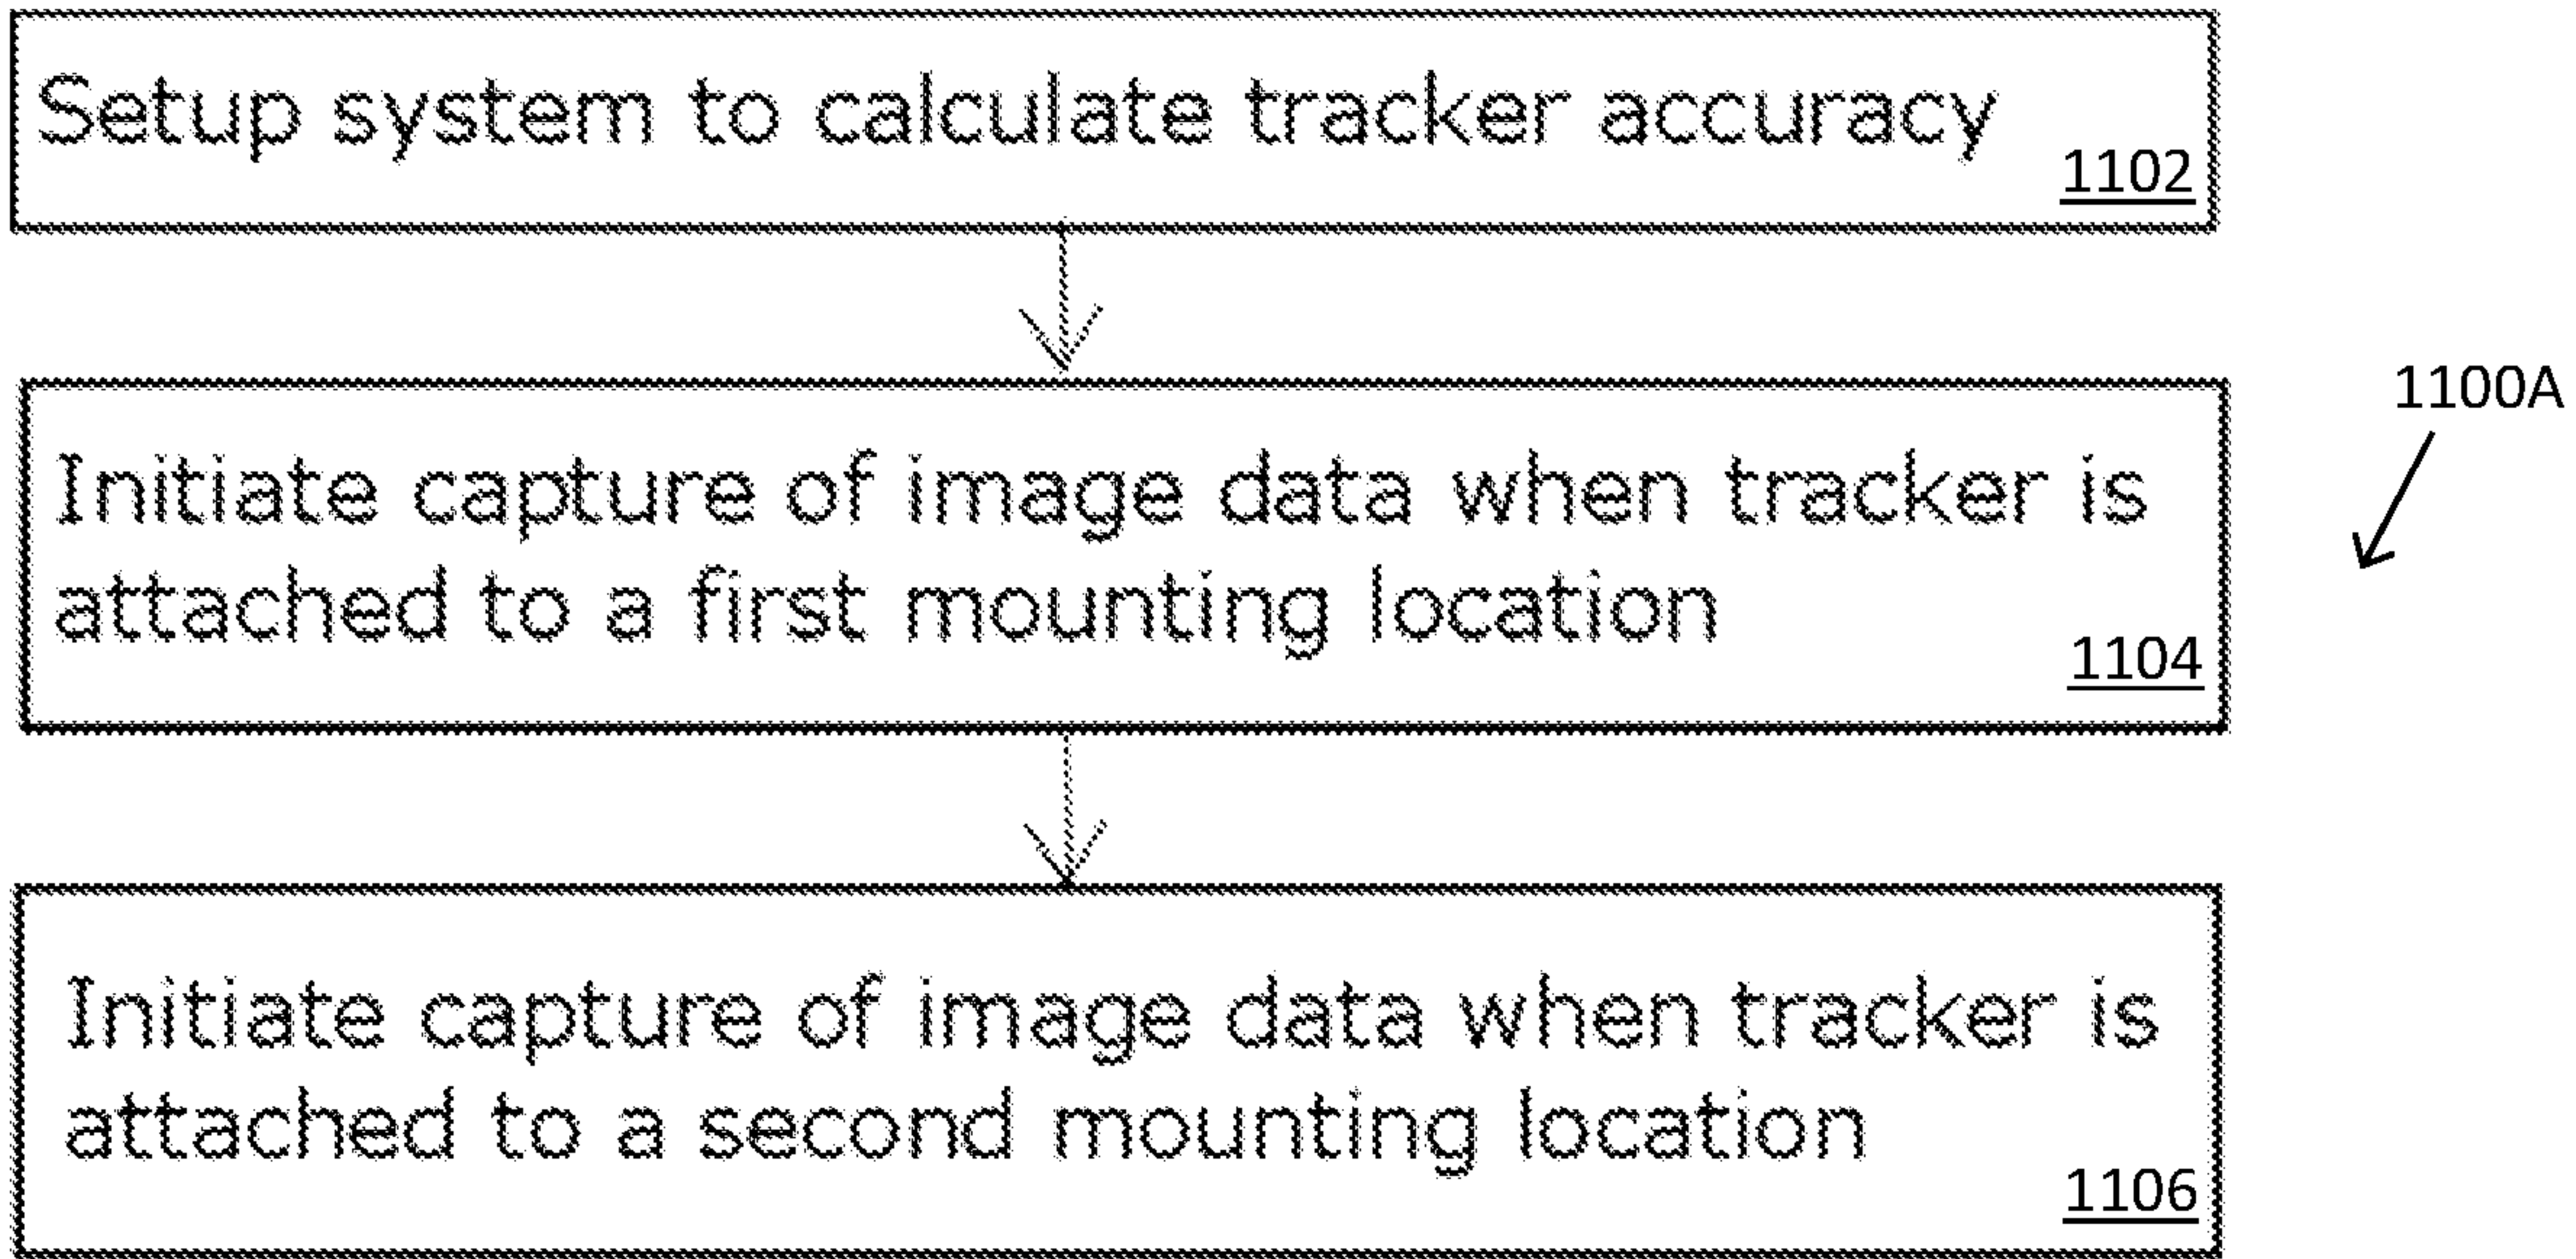 Setup system to calculate tracker accuracy
1102
1100A
Initiate capture of image data when tracker is
attached to a first mounting location
1104
Initiate capture of image data when tracker is
attached to a second mounting location
1106